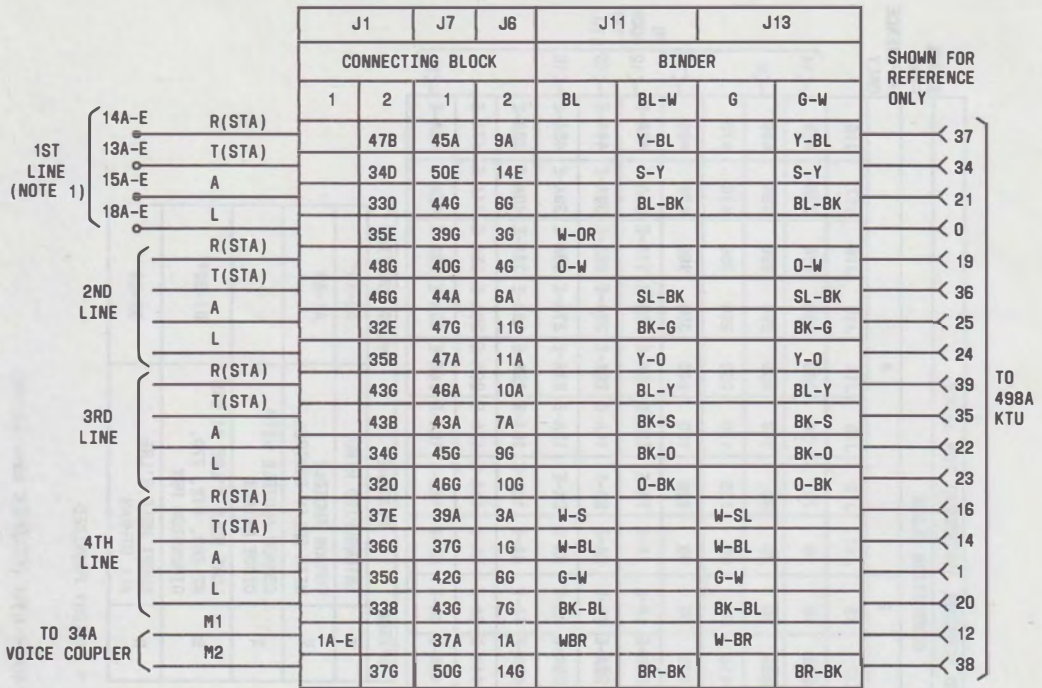 J1 J7 J6 J11 J13
CONNECTING BLOCK BINDER SHOWN FOR
REFERENCE
ONLY
1 2 1 2 BL BL-W G G-W
1ST
LINE
(NOTE 1)
14A-E R(STA) 47B 45A 9A Y-BL Y-BL 37
13A-E T(STA) 34D 50E 14E S-Y S-Y 34
15A-E A 330 44G 6G BL-BK BL-BK 21
18A-E L 35E 39G 3G W-OR 0
2ND
LINE
R(STA) 48G 40G 4G O-W O-W 19
T(STA) 46G 44A 6A SL-BK SL-BK 36
A 32E 47G 11G BK-G BK-G 25
L 35B 47A 11A Y-O Y-O 24
3RD
LINE
R(STA) 43G 46A 10A BL-Y BL-Y 39
T(STA) 43B 43A 7A BK-S BK-S 35
A 34G 45G 9G BK-O BK-O 22
L 320 46G 10G O-BK O-BK 23
4TH
LINE
R(STA) 37E 39A 3A W-S W-SL 16
T(STA) 36G 37G 1G W-BL W-BL 14
A 35G 42G 6G G-W G-W 1
L 338 43G 7G BK-BL BK-BL 20
TO 34A
VOICE COUPLER
M1 1A-E 37A 1A WBR W-BR 12
M2 37G 50G 14G BR-BK BR-BK 38
TO
498A
KTU